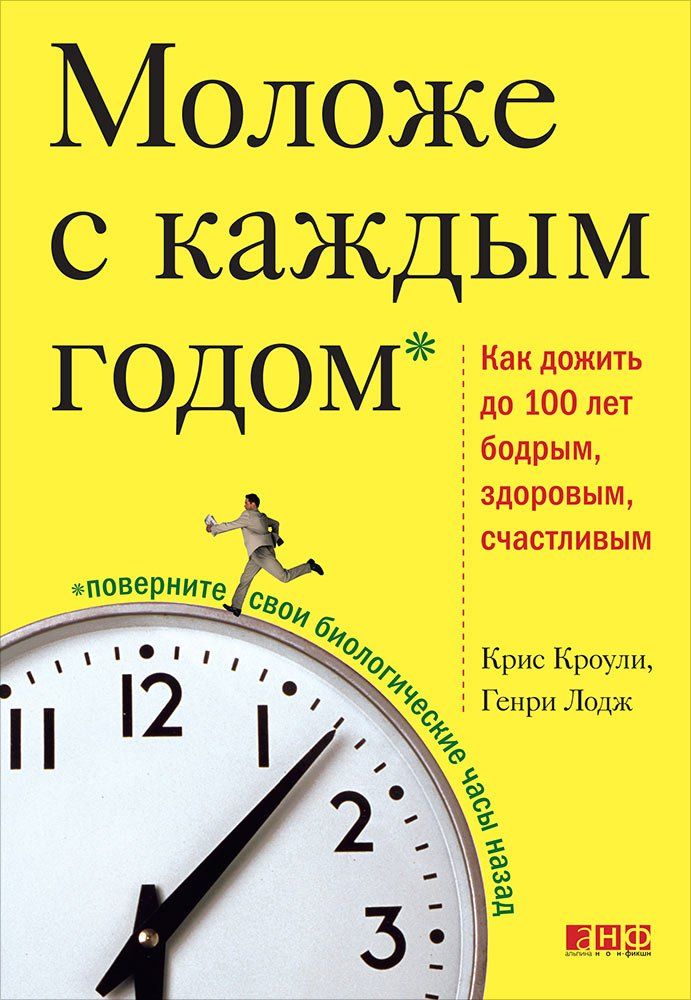 Моложе
с каждым
годом*
Как дожить
до 100 лет
бодрым,
здоровым,
счастливым
*поверните свои биологические часы назад
Крис Кроули,
Генри Лодж
11
12
1
2
3
анф
альпина нон-фикшн